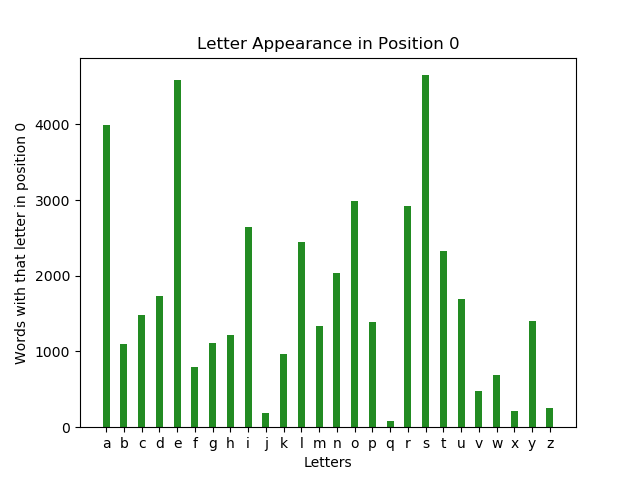 Letter Appearance in Position 0
Words with that letter in position 0
4000
3000
2000
1000
0
a b c d e f g h i j k l m n o p q r s t u v w x y z
Letters